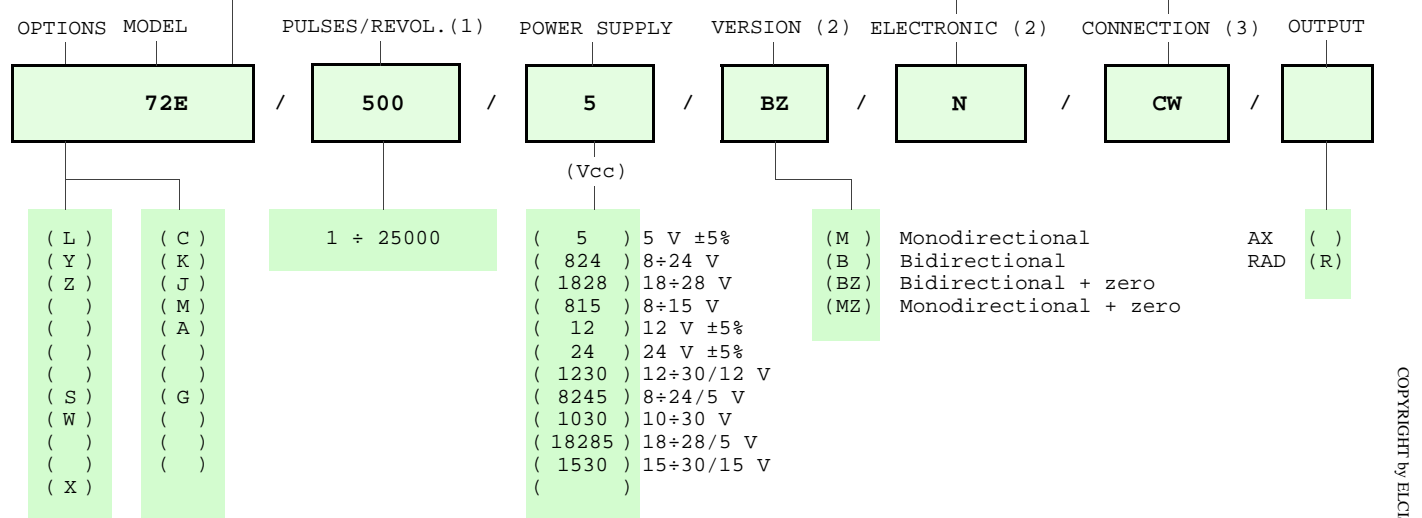 OPTIONS MODEL PULSES/REVOL.(1) POWER SUPPLY VERSION (2) ELECTRONIC (2) CONNECTION (3) OUTPUT
72E / 500 / 5 / BZ / N / CW /
(Vcc)
( L ) ( C ) 1 ÷ 25000 ( 5 ) 5 V ±5% (M ) Monodirectional AX ( )
( Y ) ( K ) ( 824 ) 8÷24 V (B ) Bidirectional RAD (R)
( Z ) ( J ) ( 1828 ) 18÷28 V (BZ) Bidirectional + zero
( ) ( M ) ( 815 ) 8÷15 V (MZ) Monodirectional + zero
( ) ( A ) ( 12 ) 12 V ±5%
( ) ( ) ( 24 ) 24 V ±5%
( ) ( ) ( 1230 ) 12÷30/12 V
( S ) ( G ) ( 8245 ) 8÷24/5 V
( W ) ( ) ( 1030 ) 10÷30 V
( ) ( ) ( 18285 ) 18÷28/5 V
( ) ( ) ( 1530 ) 15÷30/15 V
( X ) ( )
COPYRIGHT by